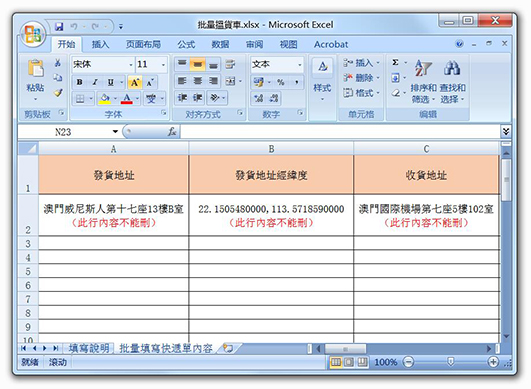 批量搵貨車.xlsx - Microsoft Excel
开始 插入 页面布局 公式 数据 审阅 视图 Acrobat
宋体 11 文本 插入 Σ
粘贴 B I U A A 样式 删除 排序和筛选 查找和选择
A 變 % , 格式
剪贴板 字体 对齐方式 数字 单元格 编辑
N23 fx
A B C
1 發貨地址 發貨地址經緯度 收貨地址
澳門威尼斯人第十七座13樓B室 22.1505480000,113.5718590000 澳門國際機場第七座5樓102室
2 （此行內容不能刪） （此行內容不能刪） （此行內容不能刪）
3
4
5
6
7
8
9
10
填寫說明 批量填寫快遞單內容
就绪 滚动 100%